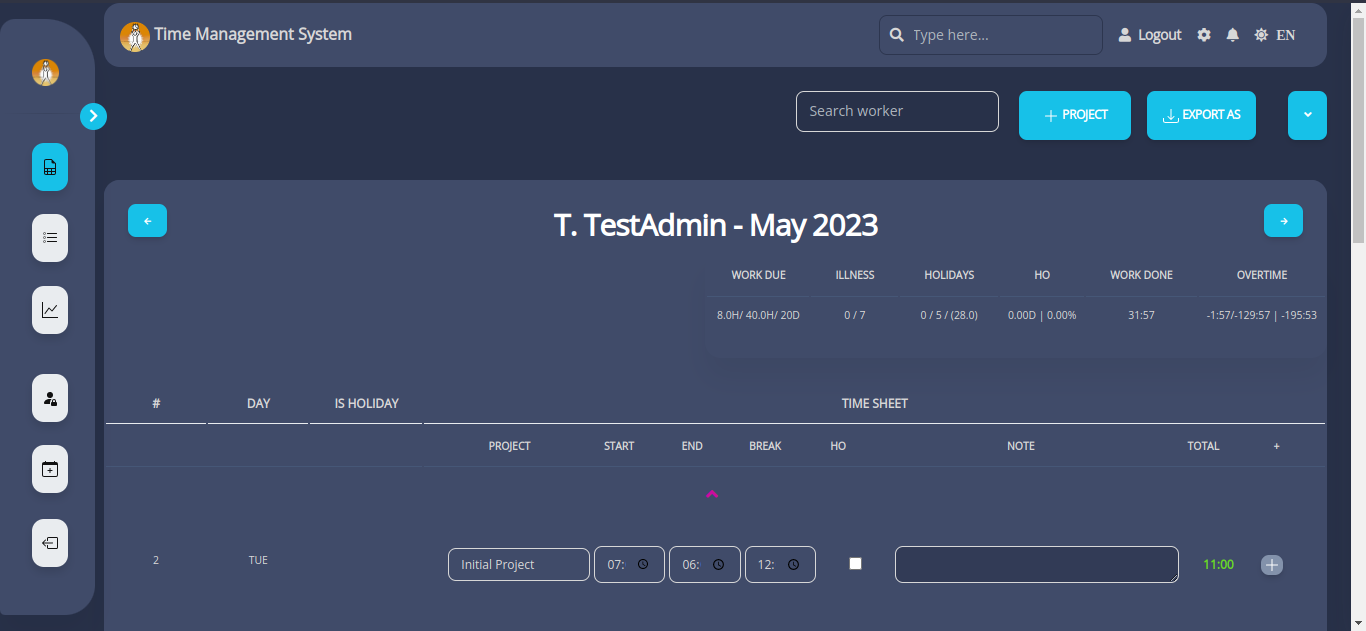 Time Management System
Type here...
Logout
EN
Search worker
+ PROJECT
EXPORT AS
T. TestAdmin - May 2023
WORK DUE ILLNESS HOLIDAYS HO WORK DONE OVERTIME
8.0H/ 40.0H/ 20D 0 / 7 0 / 5 / (28.0) 0.00D | 0.00% 31:57 -1:57/-129:57 | -195:53
# DAY IS HOLIDAY TIME SHEET
PROJECT START END BREAK HO NOTE TOTAL +
2 TUE Initial Project 07: 06: 12: 11:00 +